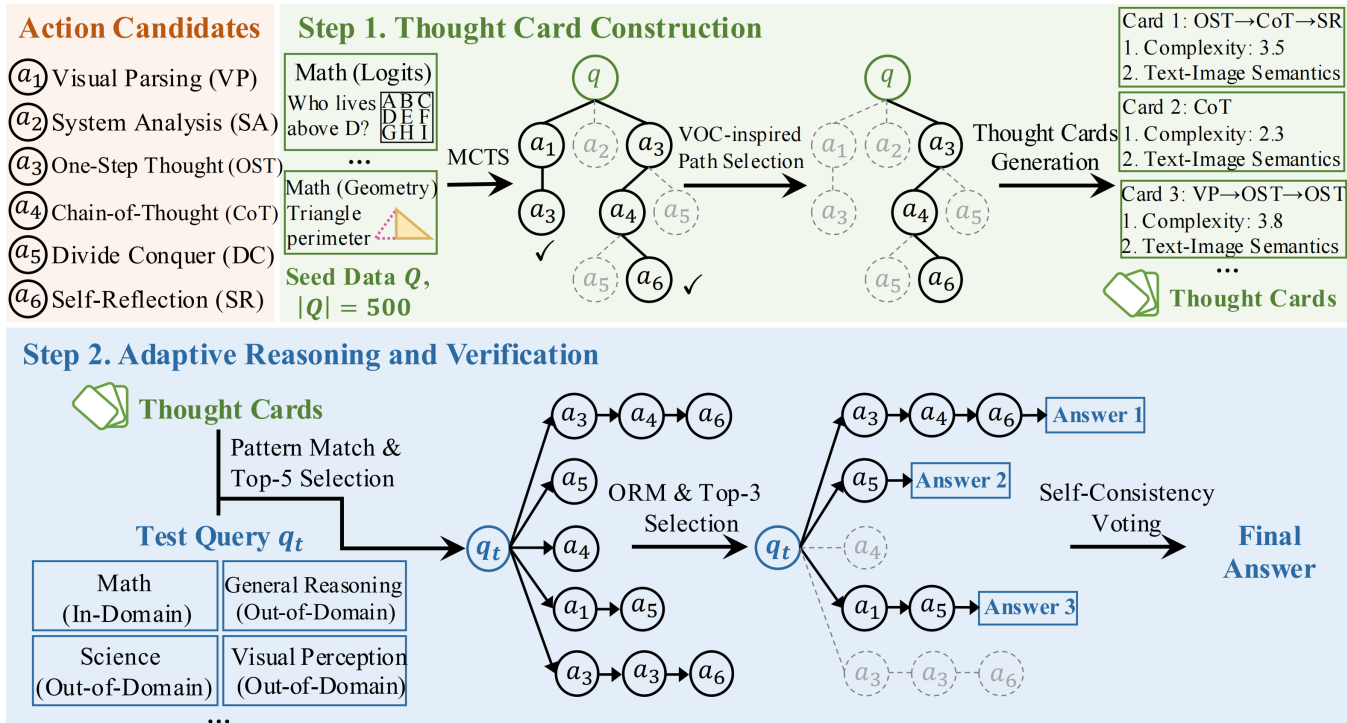 Action Candidates
a1 Visual Parsing (VP)
a2 System Analysis (SA)
a3 One-Step Thought (OST)
a4 Chain-of-Thought (CoT)
a5 Divide Conquer (DC)
a6 Self-Reflection (SR)
Step 1. Thought Card Construction
Math (Logits)
Who lives
above D?
A B C
D E F
G H I
...
Math (Geometry)
Triangle
perimeter
Seed Data Q,
|Q| = 500
MCTS
q
a1 a2 a3
a3 a4 a5
a5 a6
✓
✓
VOC-inspired
Path Selection
q
a1 a2 a3
a3 a4 a5
a5 a6
Thought Cards
Generation
Card 1: OST→CoT→SR
1. Complexity: 3.5
2. Text-Image Semantics
Card 2: CoT
1. Complexity: 2.3
2. Text-Image Semantics
Card 3: VP→OST→OST
1. Complexity: 3.8
2. Text-Image Semantics
...
Thought Cards
Step 2. Adaptive Reasoning and Verification
Thought Cards
Pattern Match &
Top-5 Selection
Test Query qt
Math
(In-Domain)
General Reasoning
(Out-of-Domain)
Science
(Out-of-Domain)
Visual Perception
(Out-of-Domain)
...
qt
a3 a4 a6
a5
a4
a1 a5
a3 a3 a6
ORM & Top-3
Selection
qt
a3 a4 a6 Answer 1
a5 Answer 2
a4
a1 a5 Answer 3
a3 a3 a6
Self-Consistency
Voting
Final
Answer